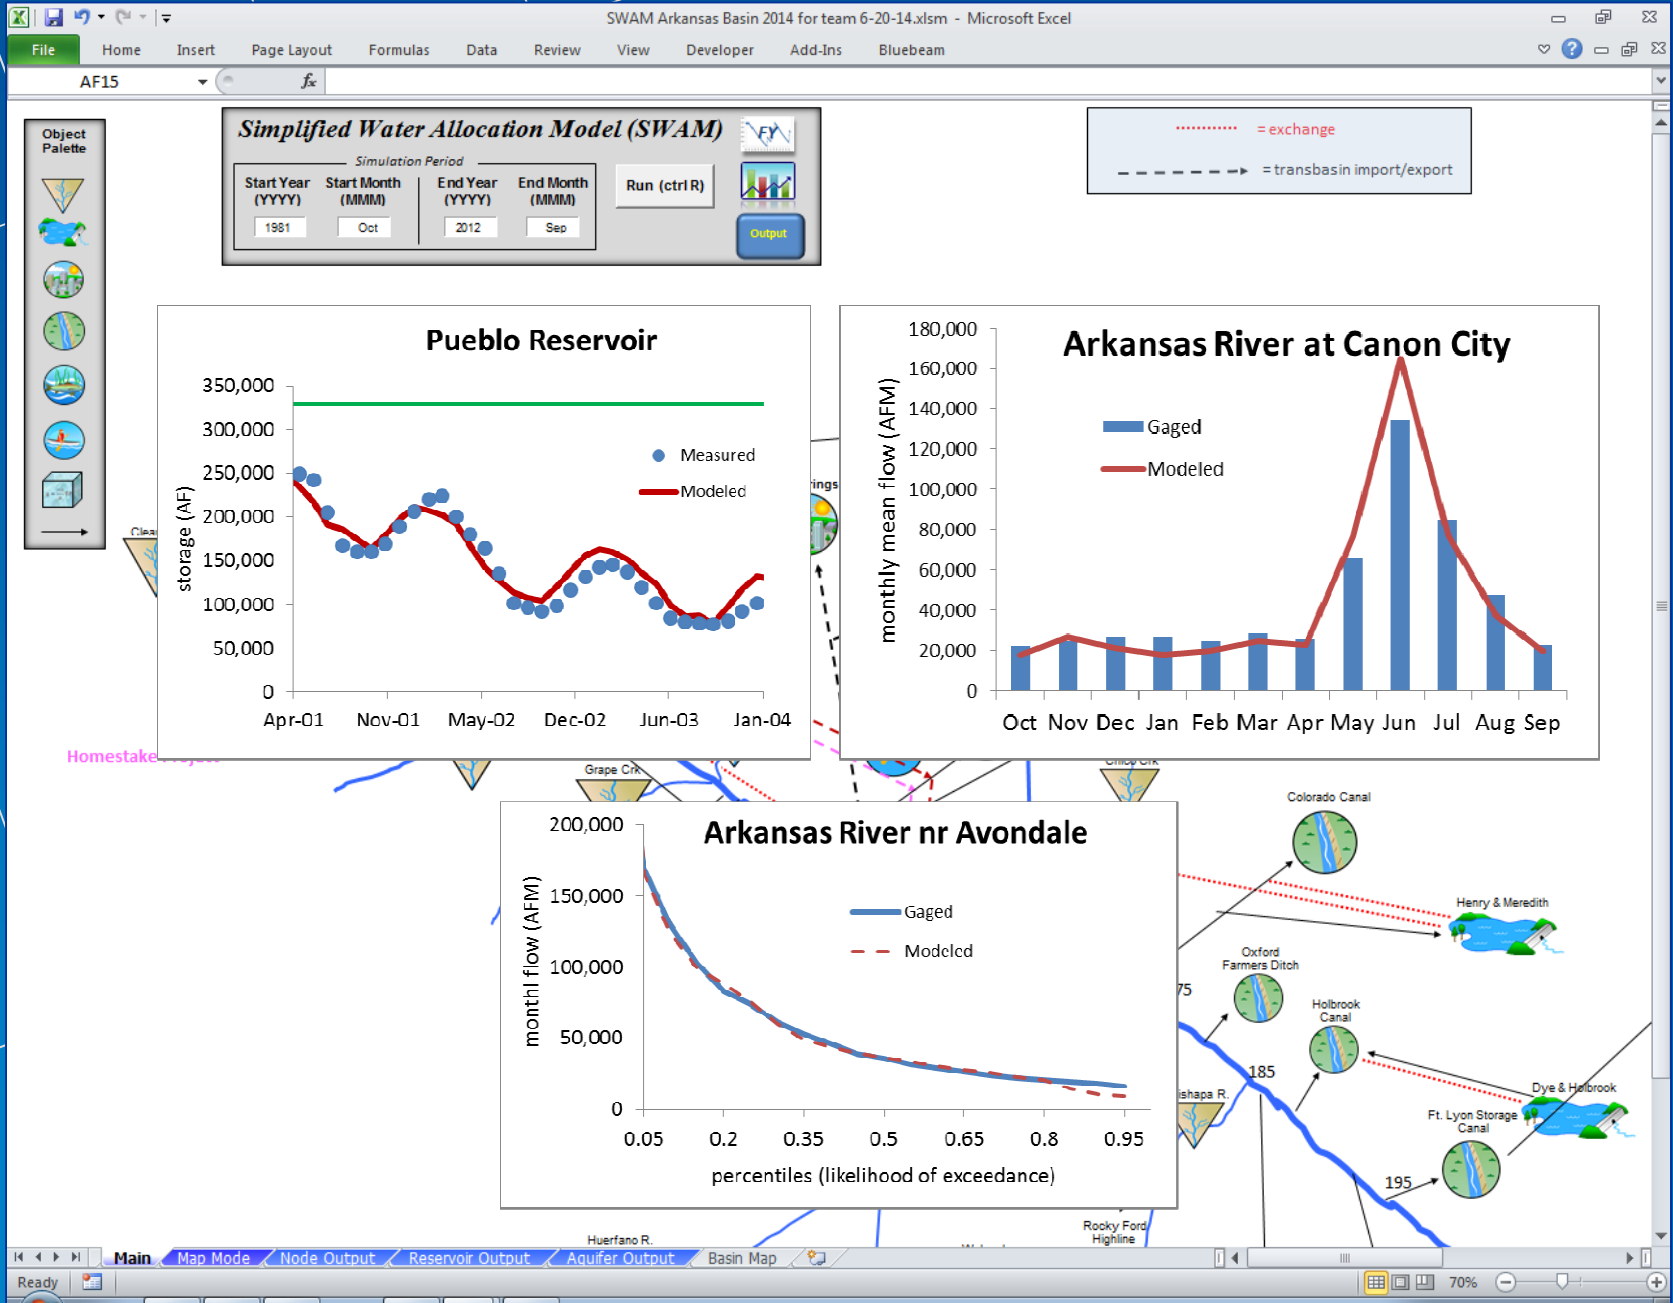 SWAM Arkansas Basin 2014 for team 6-20-14.xlsm - Microsoft Excel
File Home Insert Page Layout Formulas Data Review View Developer Add-Ins Bluebeam
AF15 fx
Object
Palette
Simplified Water Allocation Model (SWAM)
FY
Simulation Period
Start Year Start Month End Year End Month
(YYYY) (MMM) (YYYY) (MMM)
1981 Oct 2012 Sep
Run (ctrl R)
Output
= exchange
= transbasin import/export
Pueblo Reservoir
350,000
300,000
250,000
200,000
150,000
100,000
50,000
0
storage (AF)
Measured
Modeled
Apr-01 Nov-01 May-02 Dec-02 Jun-03 Jan-04
Arkansas River at Canon City
180,000
160,000
140,000
120,000
100,000
80,000
60,000
40,000
20,000
0
monthly mean flow (AFM)
Gaged
Modeled
Oct Nov Dec Jan Feb Mar Apr May Jun Jul Aug Sep
rings
Clear
Homestake Project
Grape Crk
Arkansas River nr Avondale
200,000
150,000
100,000
50,000
0
monthl flow (AFM)
Gaged
Modeled
0.05 0.2 0.35 0.5 0.65 0.8 0.95
percentiles (likelihood of exceedance)
Colorado Canal
Henry & Meredith
Oxford
Farmers Ditch
75
Holbrook
Canal
185
Dye & Holbrook
ishapa R.
Ft. Lyon Storage
Canal
195
Rocky Ford
Highline
Huerfano R.
Main Map Mode Node Output Reservoir Output Aquifer Output Basin Map
Ready 70%